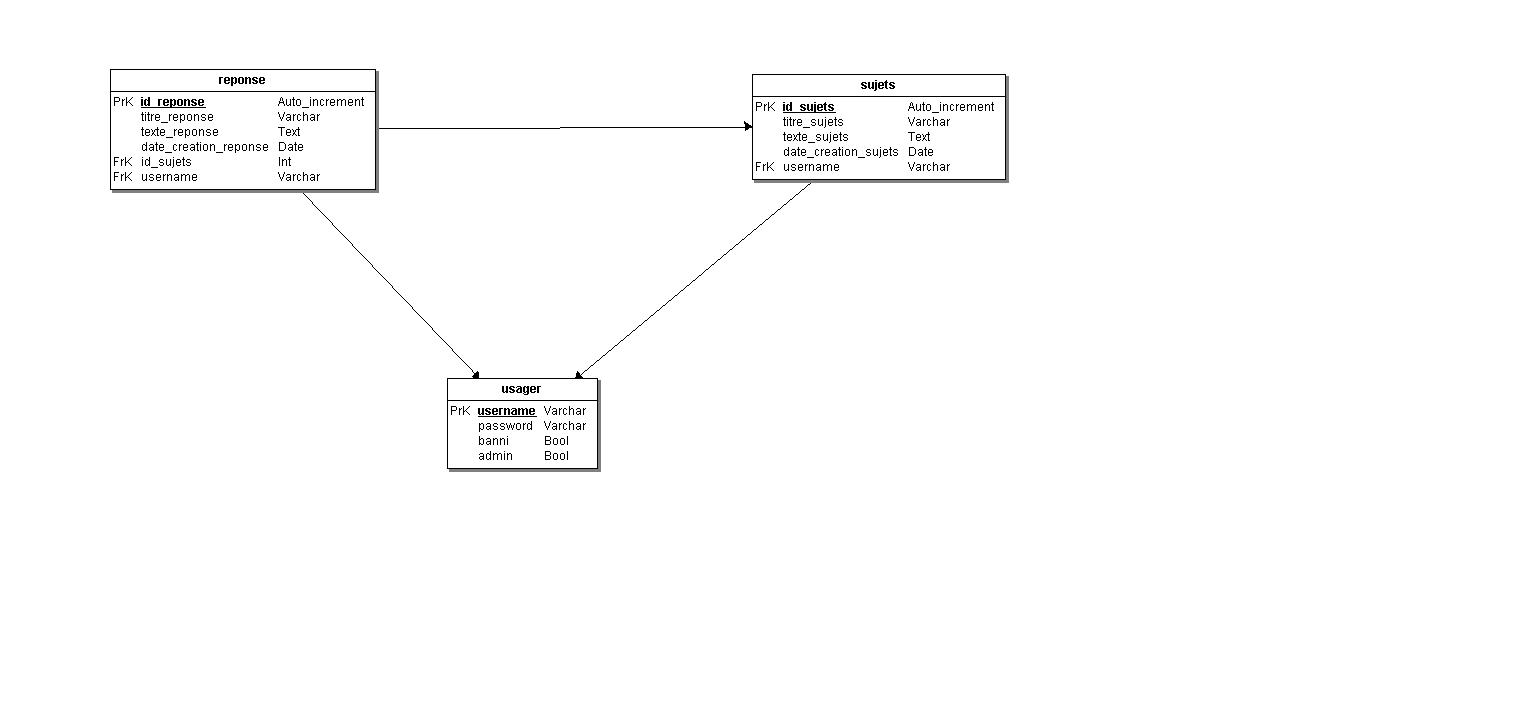 reponse
PrK id_reponse Auto_increment
titre_reponse Varchar
texte_reponse Text
date_creation_reponse Date
FrK id_sujets Int
FrK username Varchar
sujets
PrK id_sujets Auto_increment
titre_sujets Varchar
texte_sujets Text
date_creation_sujets Date
FrK username Varchar
usager
PrK username Varchar
password Varchar
banni Bool
admin Bool